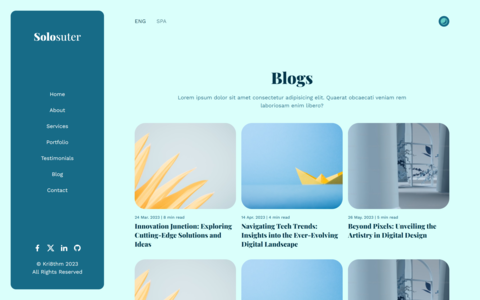 Solosuter
Home
About
Services
Portfolio
Testimonials
Blog
Contact
© Kri8thm 2023
All Rights Reserved
ENG SPA
Blogs
Lorem ipsum dolor sit amet consectetur adipisicing elit. Quaerat obcaecati veniam rem
laboriosam enim libero?
24 Mar, 2023 | 8 min read
Innovation Junction: Exploring
Cutting-Edge Solutions and
Ideas
14 Apr, 2023 | 4 min read
Navigating Tech Trends:
Insights into the Ever-Evolving
Digital Landscape
28 May, 2023 | 5 min read
Beyond Pixels: Unveiling the
Artistry in Digital Design